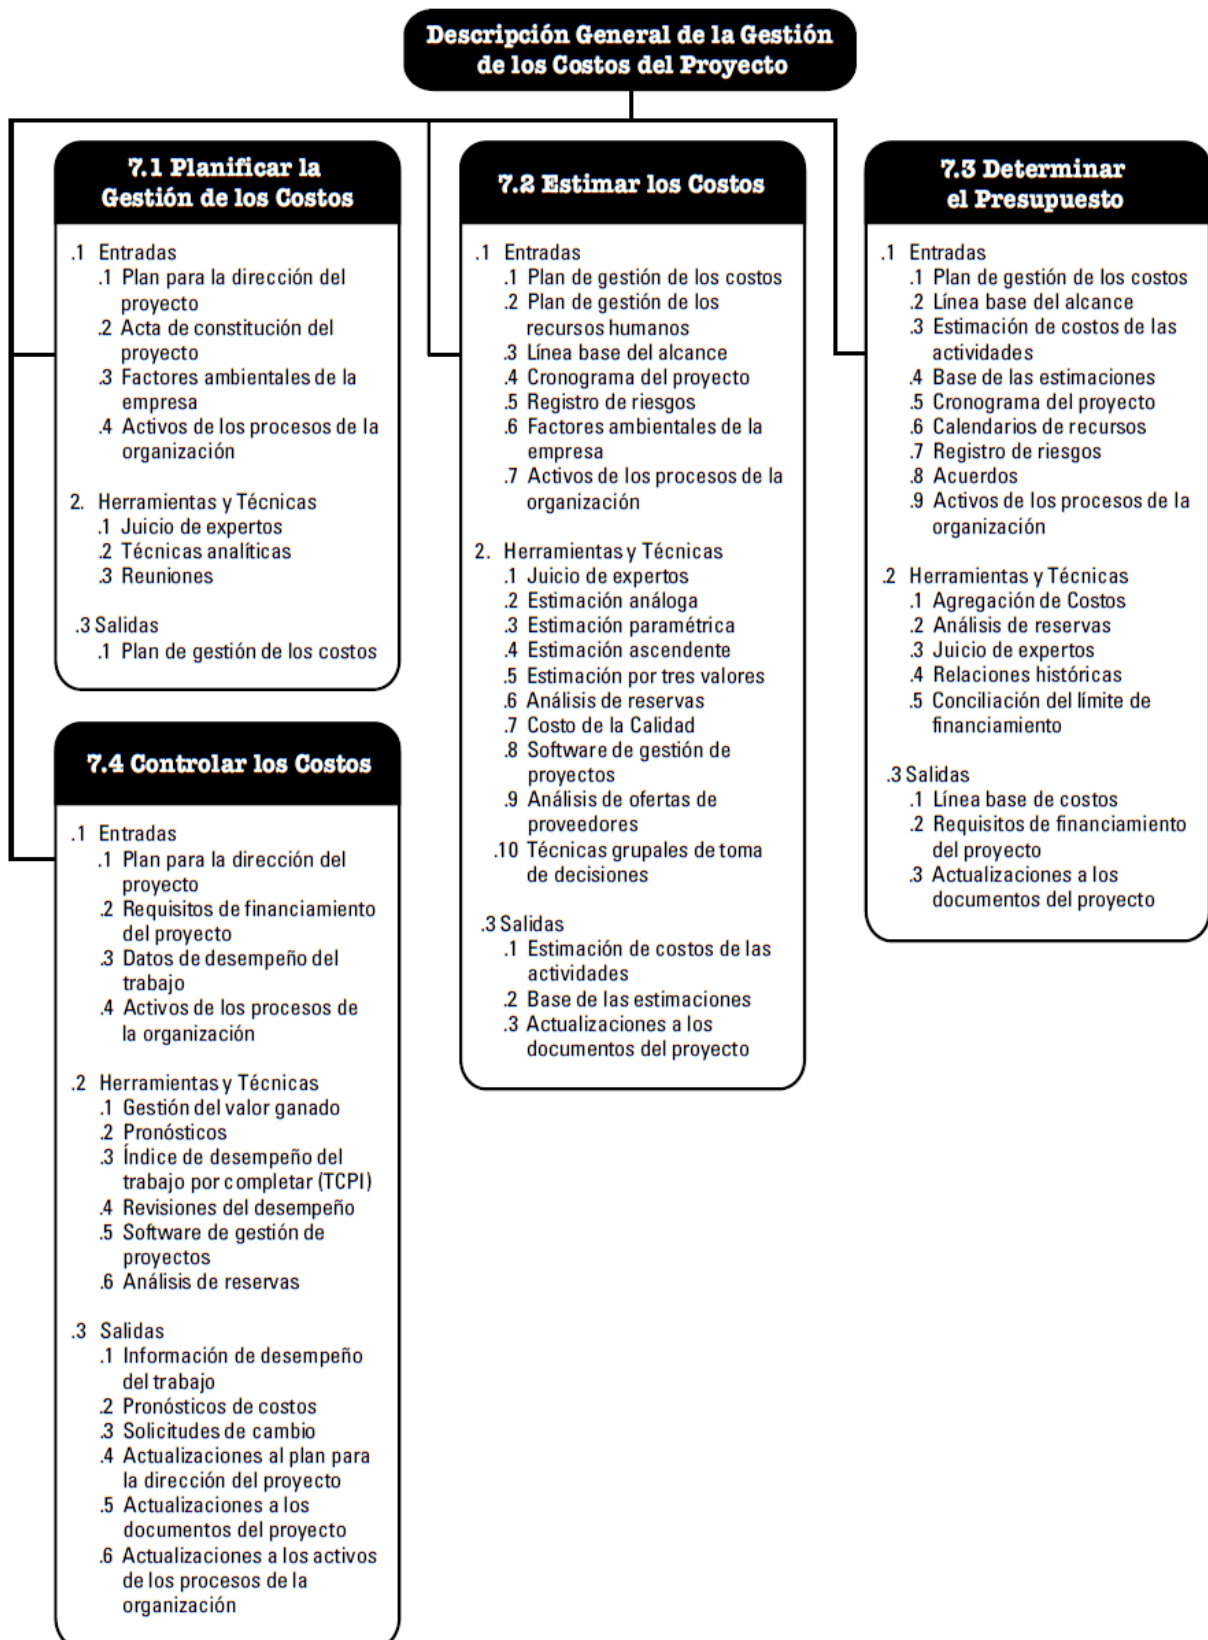 Descripción General de la Gestión
de los Costos del Proyecto
7.1 Planificar la
Gestión de los Costos
.1 Entradas
.1 Plan para la dirección del
proyecto
.2 Acta de constitución del
proyecto
.3 Factores ambientales de la
empresa
.4 Activos de los procesos de la
organización
2. Herramientas y Técnicas
.1 Juicio de expertos
.2 Técnicas analíticas
.3 Reuniones
.3 Salidas
.1 Plan de gestión de los costos
7.2 Estimar los Costos
.1 Entradas
.1 Plan de gestión de los costos
.2 Plan de gestión de los
recursos humanos
.3 Línea base del alcance
.4 Cronograma del proyecto
.5 Registro de riesgos
.6 Factores ambientales de la
empresa
.7 Activos de los procesos de la
organización
2. Herramientas y Técnicas
.1 Juicio de expertos
.2 Estimación análoga
.3 Estimación paramétrica
.4 Estimación ascendente
.5 Estimación por tres valores
.6 Análisis de reservas
.7 Costo de la Calidad
.8 Software de gestión de
proyectos
.9 Análisis de ofertas de
proveedores
.10 Técnicas grupales de toma
de decisiones
.3 Salidas
.1 Estimación de costos de las
actividades
.2 Base de las estimaciones
.3 Actualizaciones a los
documentos del proyecto
7.3 Determinar
el Presupuesto
.1 Entradas
.1 Plan de gestión de los costos
.2 Línea base del alcance
.3 Estimación de costos de las
actividades
.4 Base de las estimaciones
.5 Cronograma del proyecto
.6 Calendarios de recursos
.7 Registro de riesgos
.8 Acuerdos
.9 Activos de los procesos de la
organización
.2 Herramientas y Técnicas
.1 Agregación de Costos
.2 Análisis de reservas
.3 Juicio de expertos
.4 Relaciones históricas
.5 Conciliación del límite de
financiamiento
.3 Salidas
.1 Línea base de costos
.2 Requisitos de financiamiento
del proyecto
.3 Actualizaciones a los
documentos del proyecto
7.4 Controlar los Costos
.1 Entradas
.1 Plan para la dirección del
proyecto
.2 Requisitos de financiamiento
del proyecto
.3 Datos de desempeño del
trabajo
.4 Activos de los procesos de
la organización
.2 Herramientas y Técnicas
.1 Gestión del valor ganado
.2 Pronósticos
.3 Índice de desempeño del
trabajo por completar (TCPI)
.4 Revisiones del desempeño
.5 Software de gestión de
proyectos
.6 Análisis de reservas
.3 Salidas
.1 Información de desempeño
del trabajo
.2 Pronósticos de costos
.3 Solicitudes de cambio
.4 Actualizaciones al plan para
la dirección del proyecto
.5 Actualizaciones a los
documentos del proyecto
.6 Actualizaciones a los activos
de los procesos de la
organización